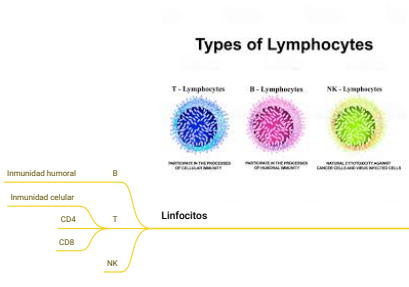 Types of Lymphocytes
T - Lymphocytes
B - Lymphocytes
NK - Lymphocytes
PARTICIPATE IN THE PROCESSES
OF CELLULAR IMMUNITY
PARTICIPATE IN THE PROCESSES
OF HUMORAL IMMUNITY
NATURAL CYTOTOXICITY AGAINST
CANCER CELLS AND VIRUS INFECTED CELLS
Inmunidad humoral
B
Inmunidad celular
CD4
T
CD8
NK
Linfocitos